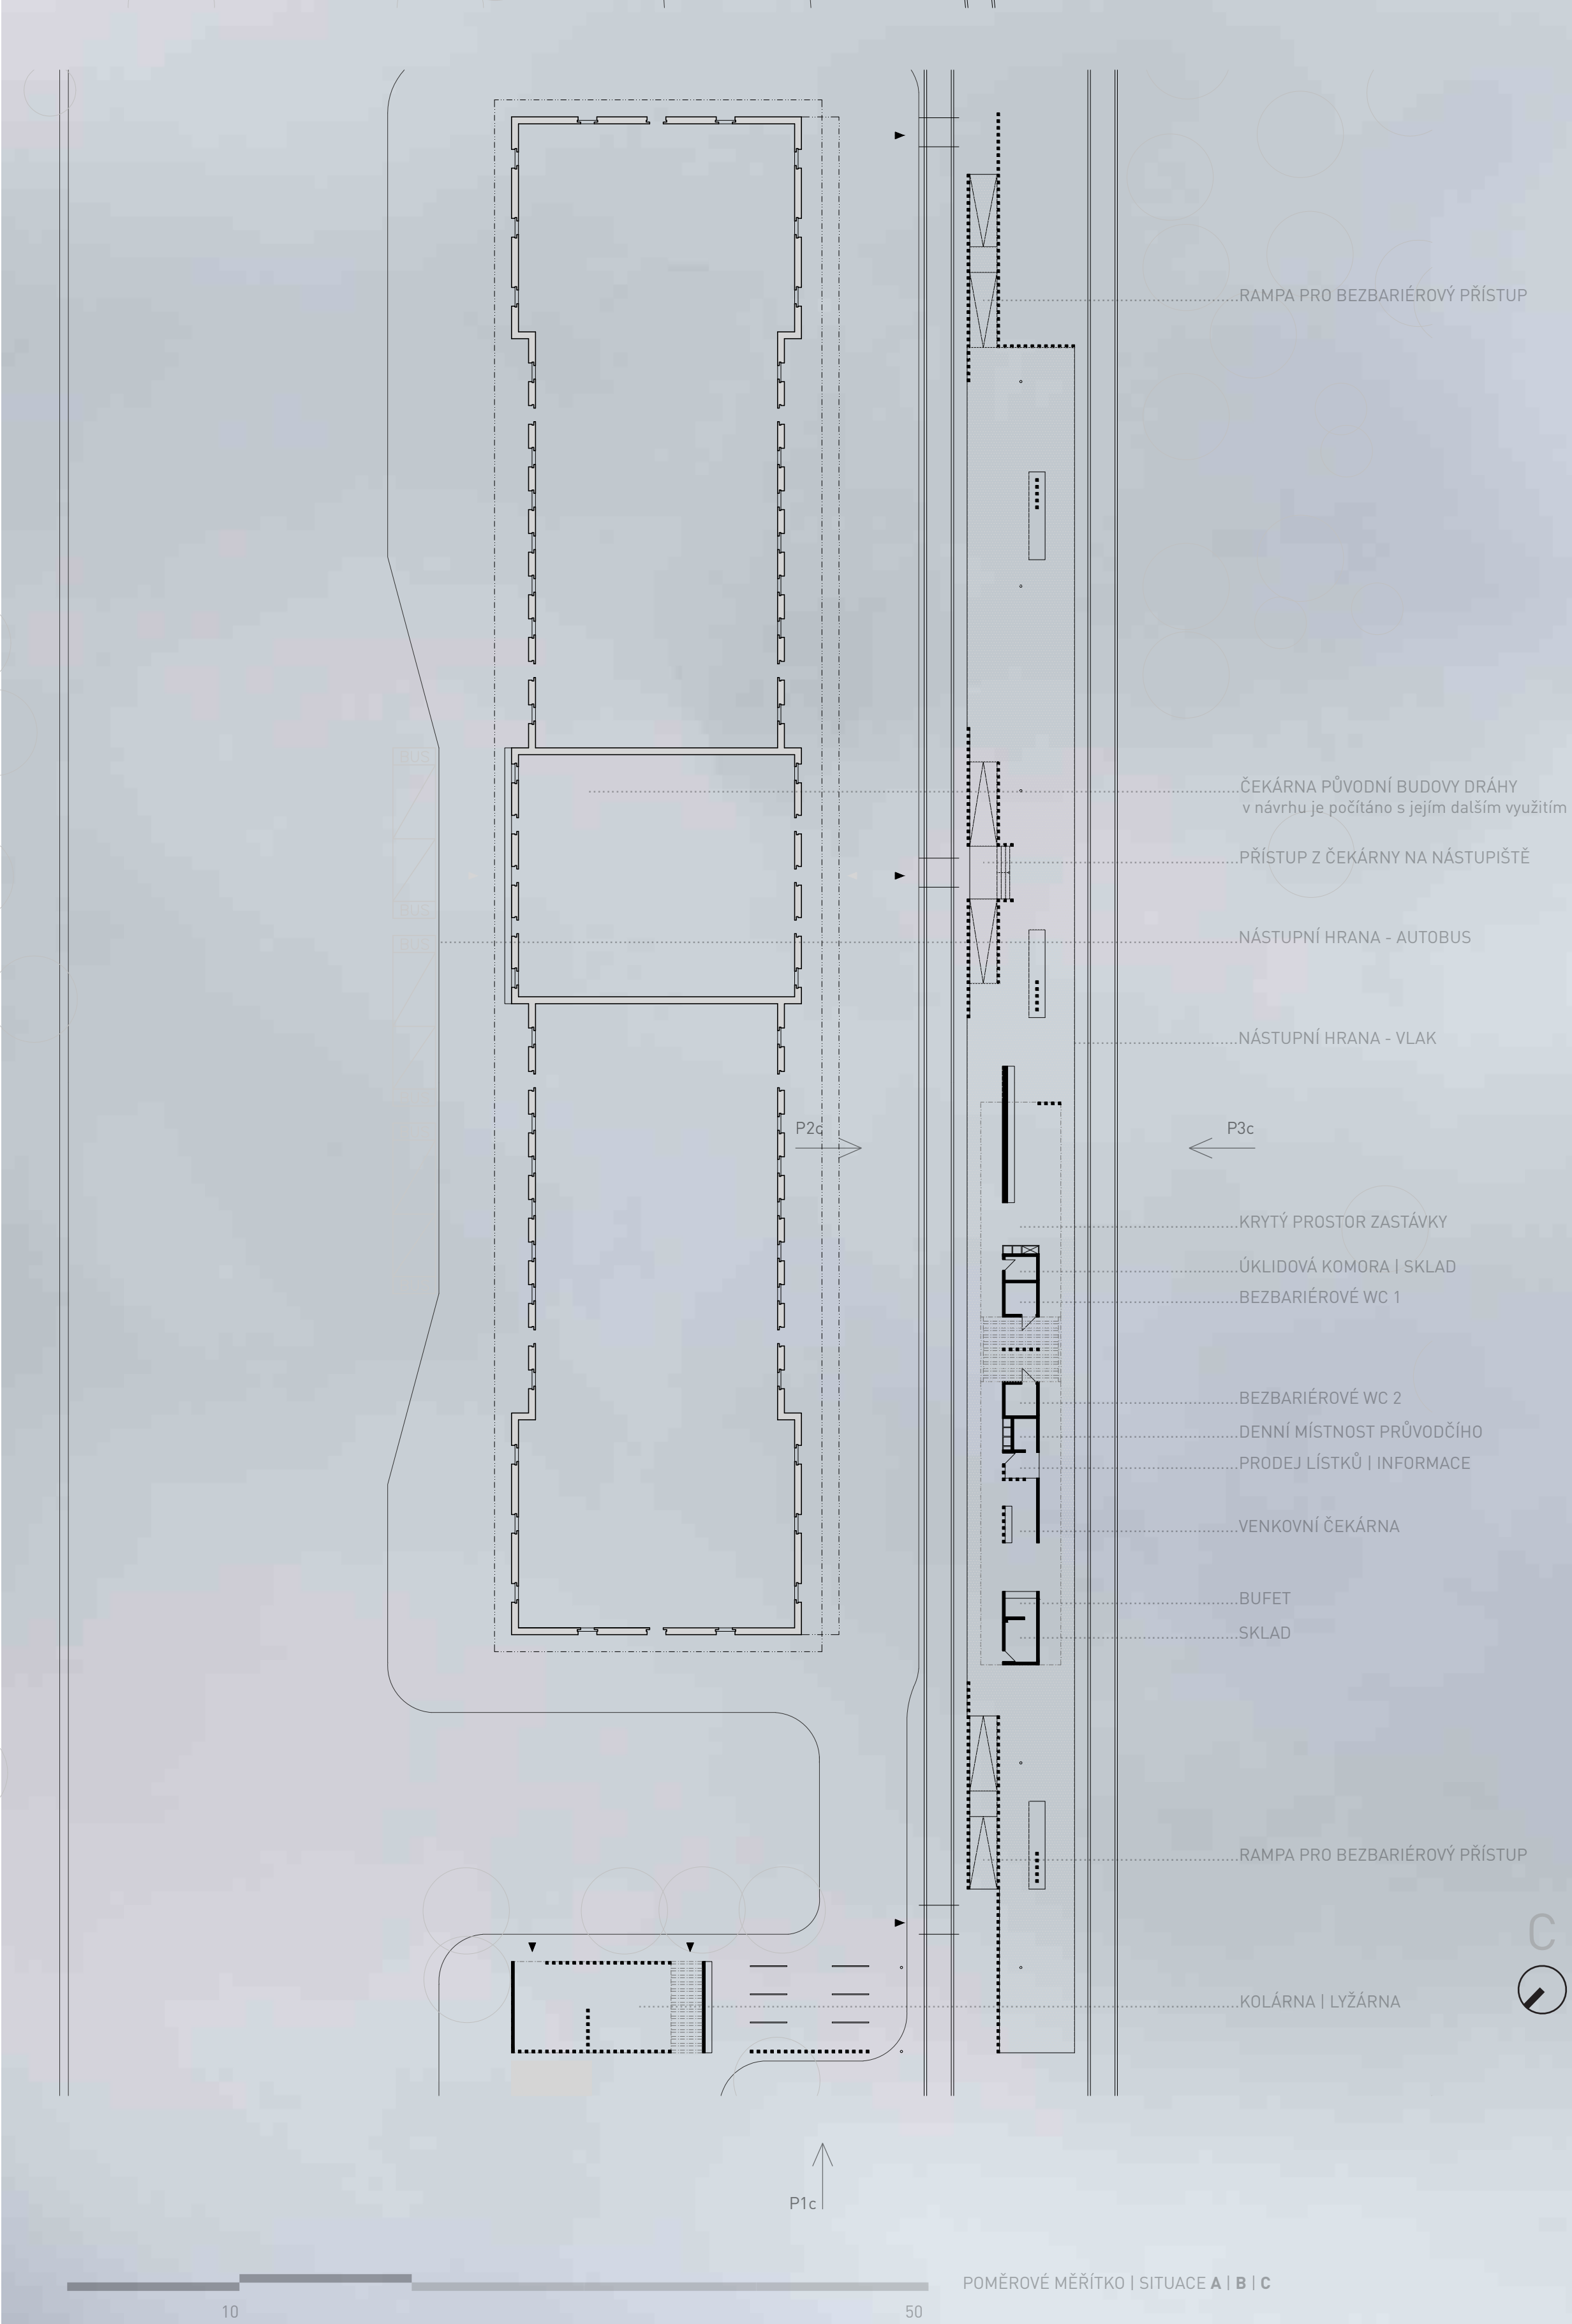 RAMPA PRO BEZBARIÉROVÝ PŘÍSTUP
BUS
ČEKÁRNA PŮVODNÍ BUDOVY DRÁHY
v návrhu je počítáno s jejím dalším využitím
PŘÍSTUP Z ČEKÁRNY NA NÁSTUPIŠTĚ
BUS
BUS
NÁSTUPNÍ HRANA - AUTOBUS
NÁSTUPNÍ HRANA - VLAK
P2c
P3c
KRYTÝ PROSTOR ZASTÁVKY
ÚKLIDOVÁ KOMORA | SKLAD
BEZBARIÉROVÉ WC 1
BEZBARIÉROVÉ WC 2
DENNÍ MÍSTNOST PRŮVODČÍHO
PRODEJ LÍSTKŮ | INFORMACE
VENKOVNÍ ČEKÁRNA
BUFET
SKLAD
RAMPA PRO BEZBARIÉROVÝ PŘÍSTUP
C
KOLÁRNA | LYŽÁRNA
P1c
POMĚROVÉ MĚŘÍTKO | SITUACE A | B | C
10
50